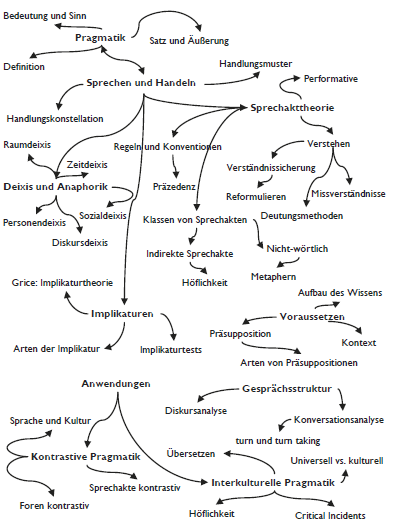 Bedeutung und Sinn
Pragmatik
Satz und Äußerung
Definition
Handlungsmuster
Sprechen und Handeln
Performative
Sprechakttheorie
Handlungskonstellation
Raumdeixis
Regeln und Konventionen
Verstehen
Zeitdeixis
Verständnissicherung
Deixis und Anaphorik
Präzedenz
Reformulieren
Missverständnisse
Personendeixis
Sozialdeixis
Klassen von Sprechakten
Deutungsmethoden
Diskursdeixis
Nicht-wörtlich
Indirekte Sprechakte
Metaphern
Grice: Implikaturtheorie
Höflichkeit
Aufbau des Wissens
Implikaturen
Voraussetzen
Präsupposition
Kontext
Arten der Implikatur
Implikaturtests
Arten von Präsuppositionen
Anwendungen
Gesprächsstruktur
Diskursanalyse
Sprache und Kultur
Konversationsanalyse
turn und turn taking
Kontrastive Pragmatik
Übersetzen
Universell vs. kulturell
Sprechakte kontrastiv
Interkulturelle Pragmatik
Foren kontrastiv
Höflichkeit
Critical Incidents